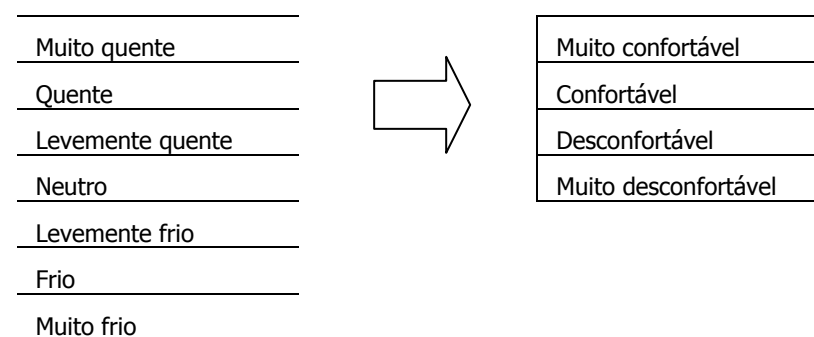 Muito quente
Quente
Levemente quente
Neutro
Levemente frio
Frio
Muito frio
Muito confortável
Confortável
Desconfortável
Muito desconfortável